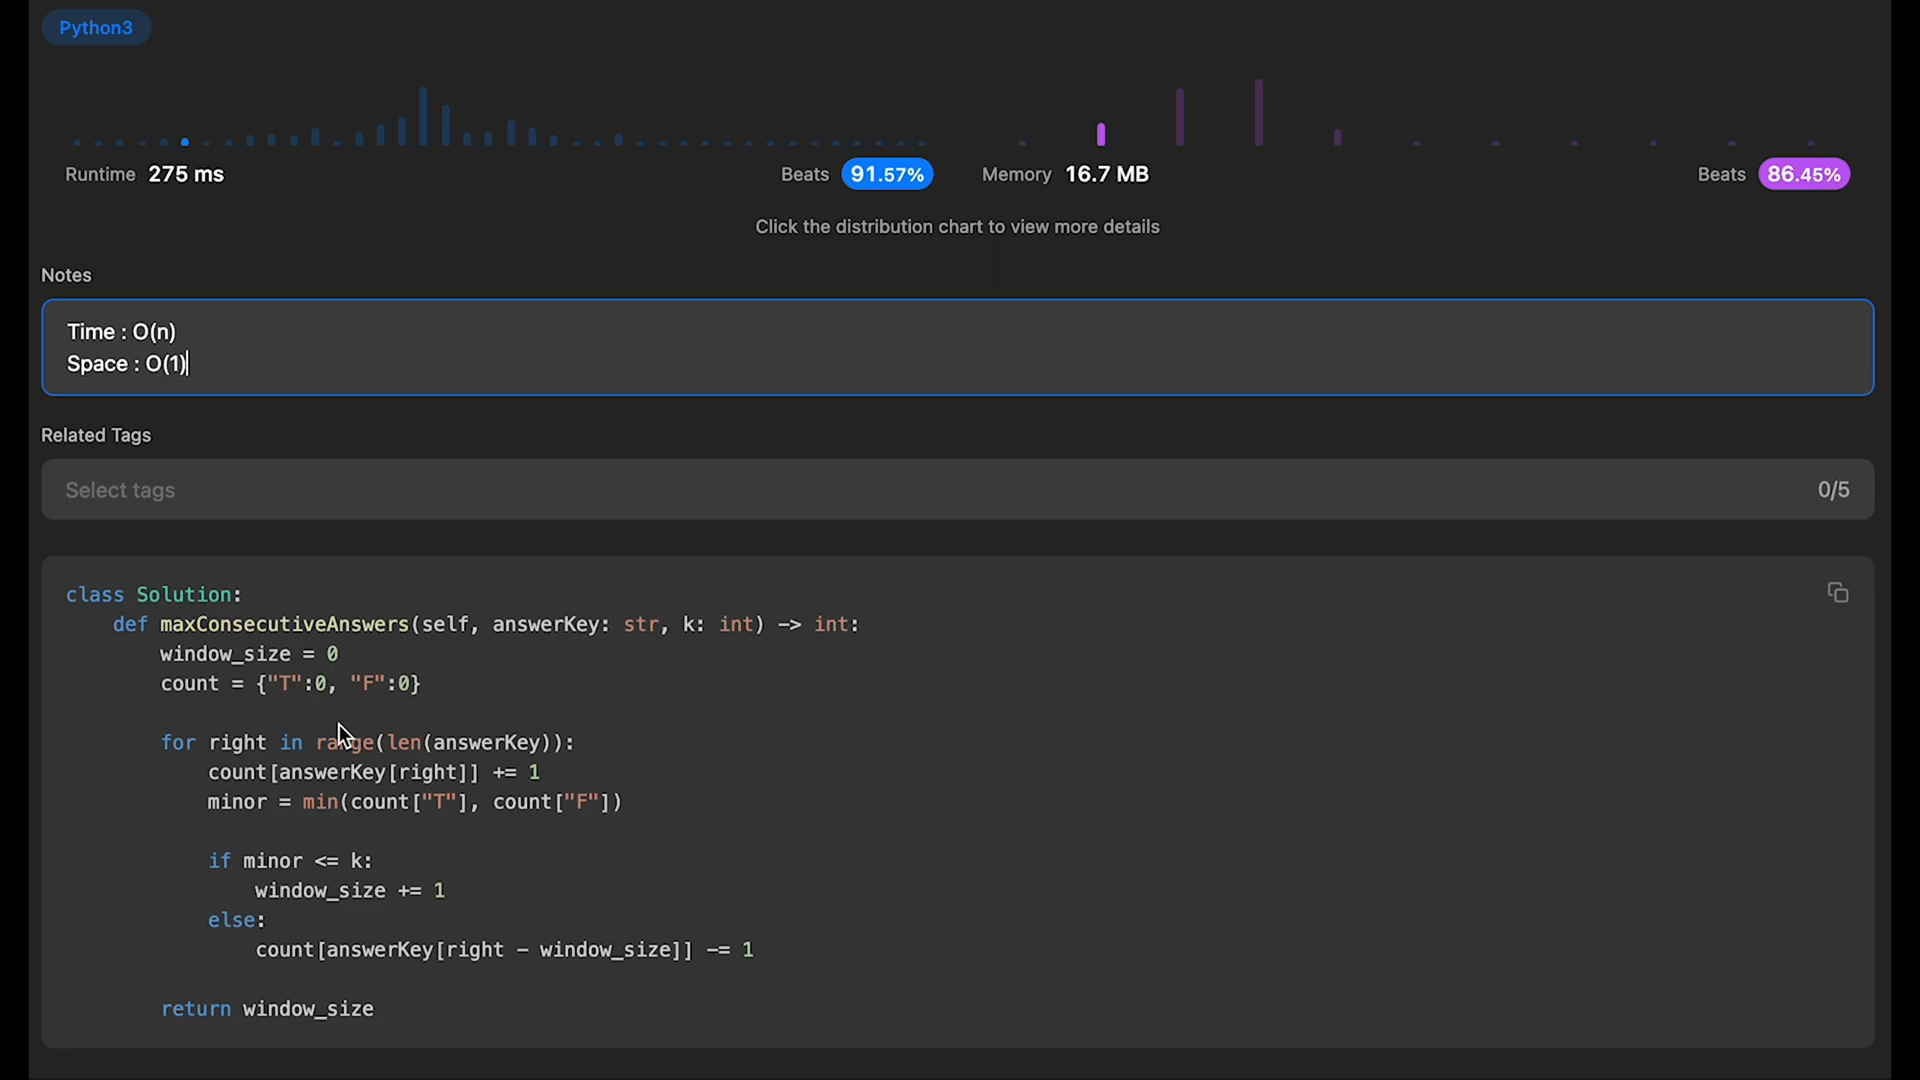 Python3
Runtime 275 ms Beats 91.57% Memory 16.7 MB Beats 86.45%
Click the distribution chart to view more details
Notes
Time : O(n)
Space : O(1)
Related Tags
Select tags 0/5
class Solution:
    def maxConsecutiveAnswers(self, answerKey: str, k: int) -> int:
        window_size = 0
        count = {"T":0, "F":0}
        for right in range(len(answerKey)):
            count[answerKey[right]] += 1
            minor = min(count["T"], count["F"])
            if minor <= k:
                window_size += 1
            else:
                count[answerKey[right - window_size]] -= 1
        return window_size